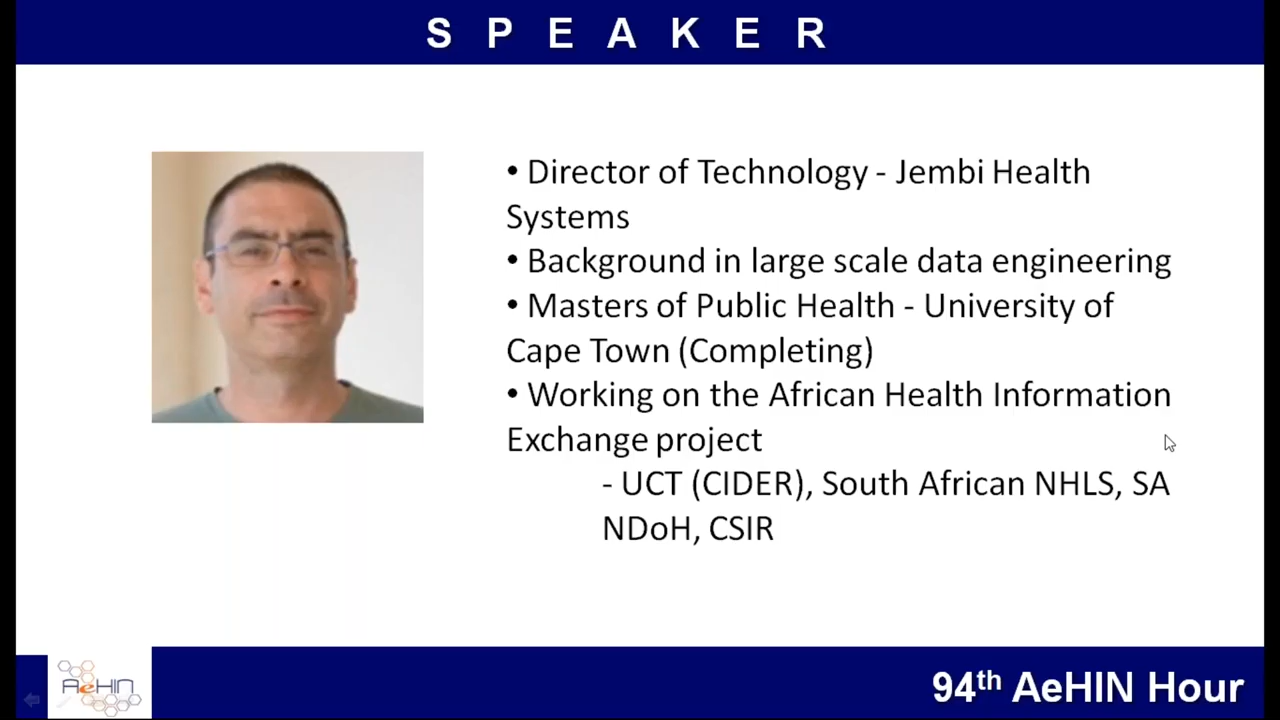 SPEAKER
• Director of Technology - Jembi Health
Systems
• Background in large scale data engineering
• Masters of Public Health - University of
Cape Town (Completing)
• Working on the African Health Information
Exchange project
- UCT (CIDER), South African NHLS, SA
NDoH, CSIR
AeHIN
94th AeHIN Hour